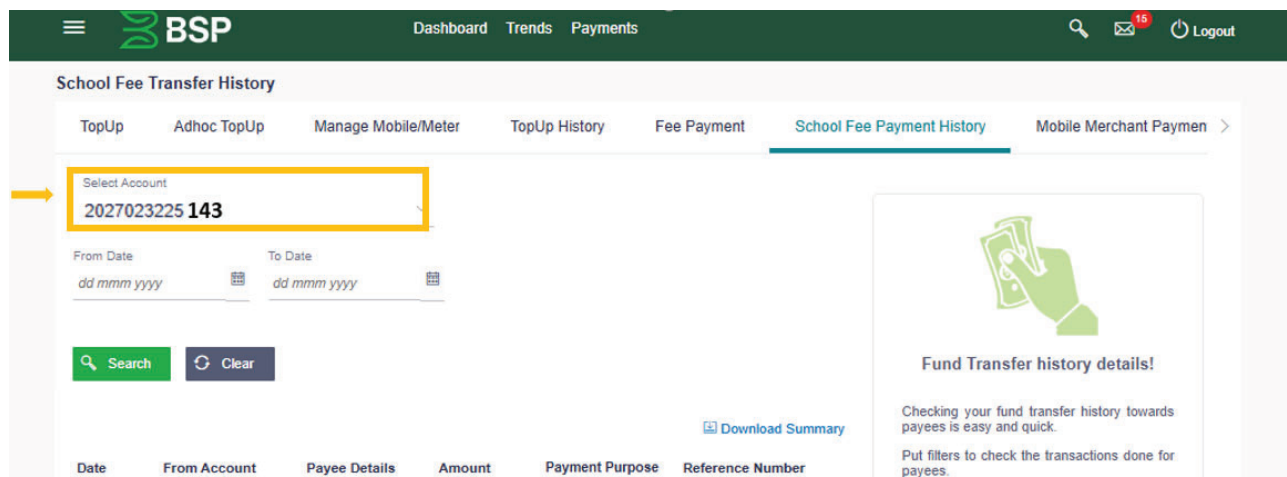 BSP
Dashboard Trends Payments
15
Logout
School Fee Transfer History
TopUp Adhoc TopUp Manage Mobile/Meter TopUp History Fee Payment School Fee Payment History Mobile Merchant Paymen
Select Account
2027023225 143
From Date To Date
dd mmm yyyy dd mmm yyyy
Search Clear
Fund Transfer history details!
Checking your fund transfer history towards
payees is easy and quick.
Download Summary
Put filters to check the transactions done for
payees.
Date From Account Payee Details Amount Payment Purpose Reference Number